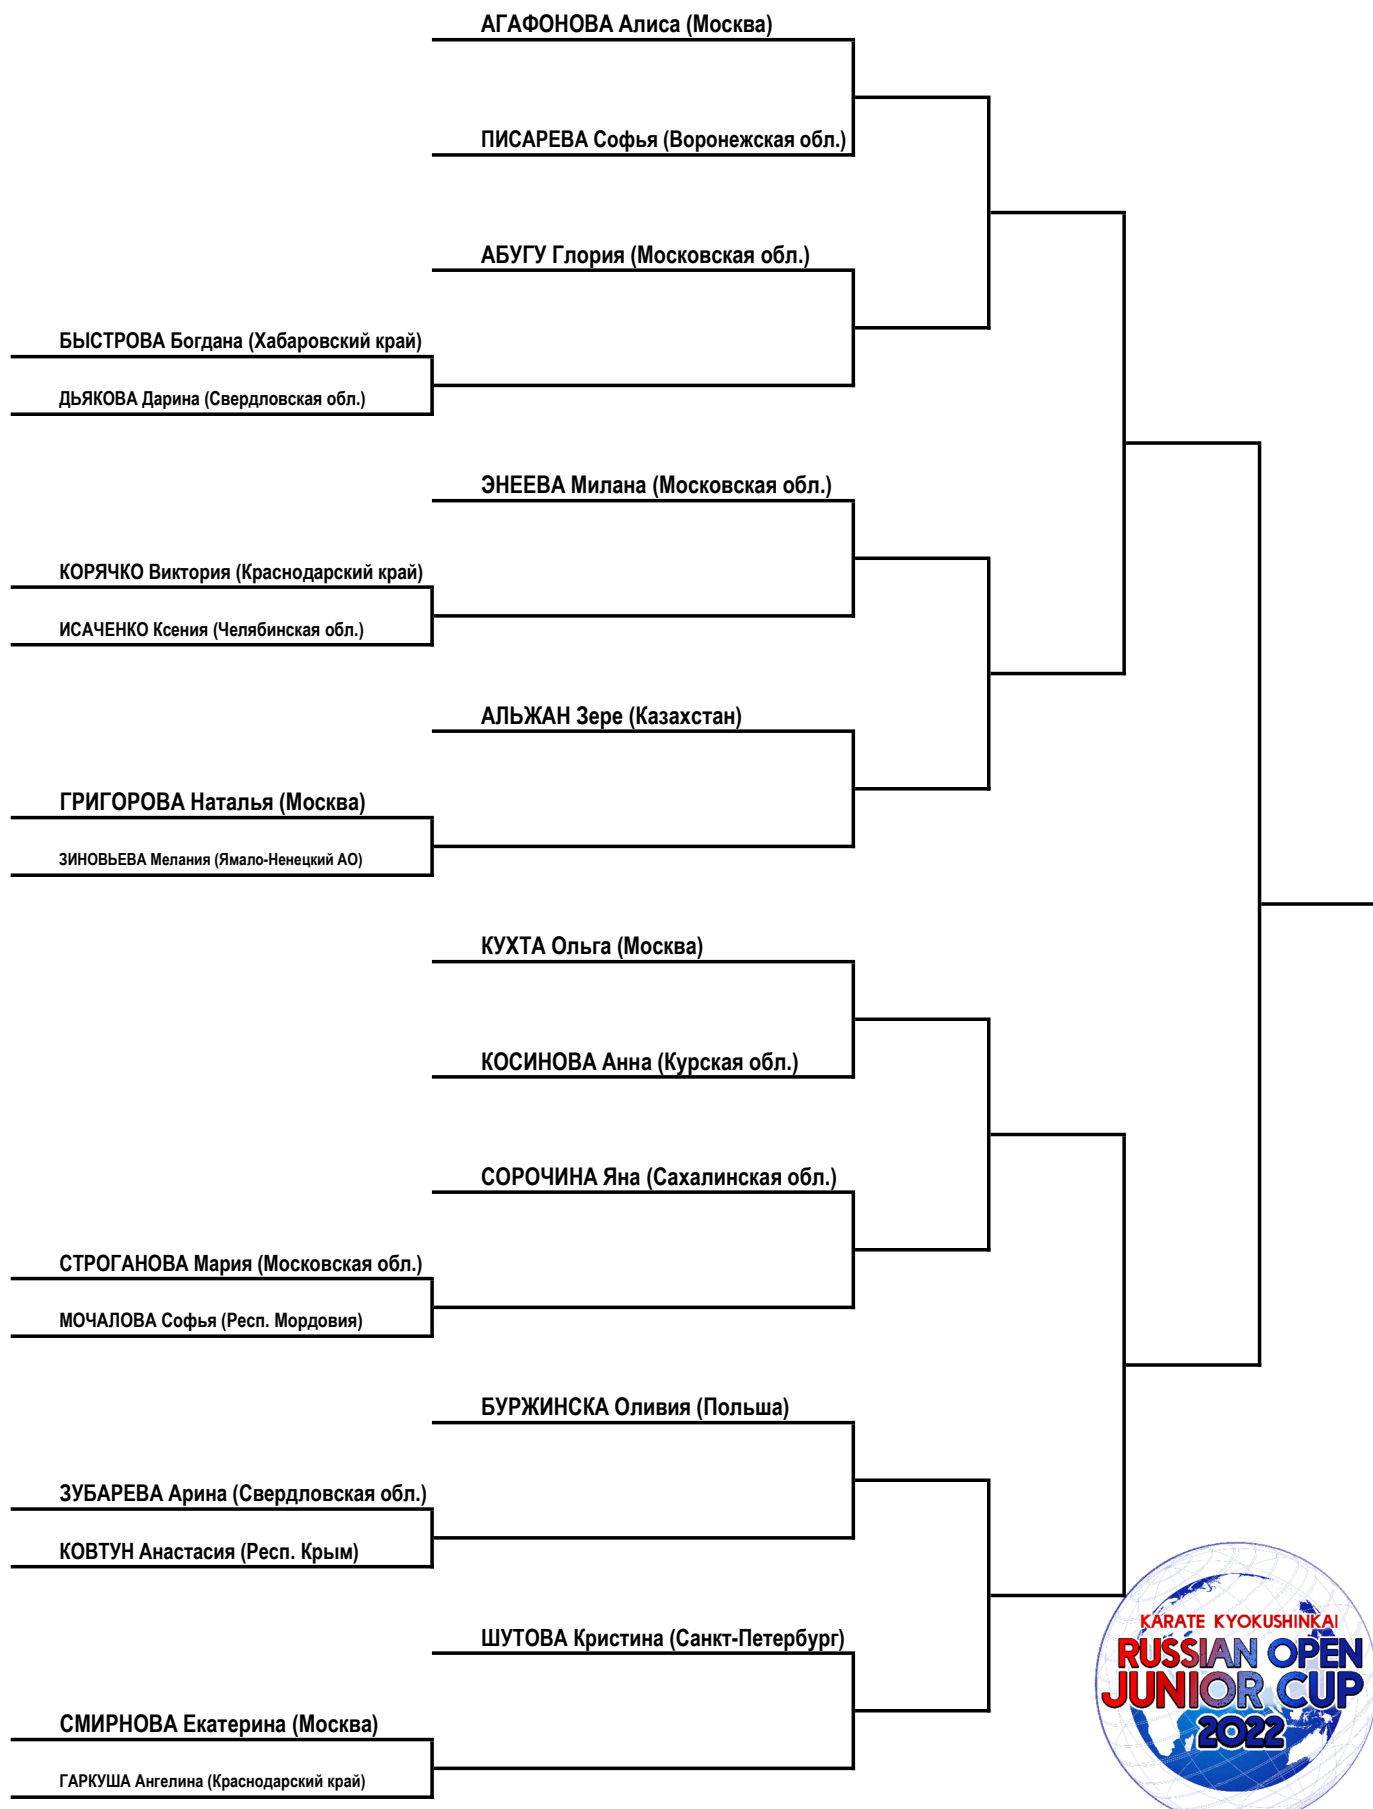 АГАФОНОВА Алиса (Москва)
ПИСАРЕВА Софья (Воронежская обл.)
АБУГУ Глория (Московская обл.)
БЫСТРОВА Богдана (Хабаровский край)
ДЬЯКОВА Дарина (Свердловская обл.)
ЭНЕЕВА Милана (Московская обл.)
КОРЯЧКО Виктория (Краснодарский край)
ИСАЧЕНКО Ксения (Челябинская обл.)
АЛЬЖАН Зере (Казахстан)
ГРИГОРОВА Наталья (Москва)
ЗИНОВЬЕВА Мелания (Ямало-Ненецкий АО)
КУХТА Ольга (Москва)
КОСИНОВА Анна (Курская обл.)
СОРОЧИНА Яна (Сахалинская обл.)
СТРОГАНОВА Мария (Московская обл.)
МОЧАЛОВА Софья (Респ. Мордовия)
БУРЖИНСКА Оливия (Польша)
ЗУБАРЕВА Арина (Свердловская обл.)
КОВТУН Анастасия (Респ. Крым)
ШУТОВА Кристина (Санкт-Петербург)
СМИРНОВА Екатерина (Москва)
ГАРКУША Ангелина (Краснодарский край)
KARATE KYOKUSHINKAI
RUSSIAN OPEN
JUNIOR CUP
2022